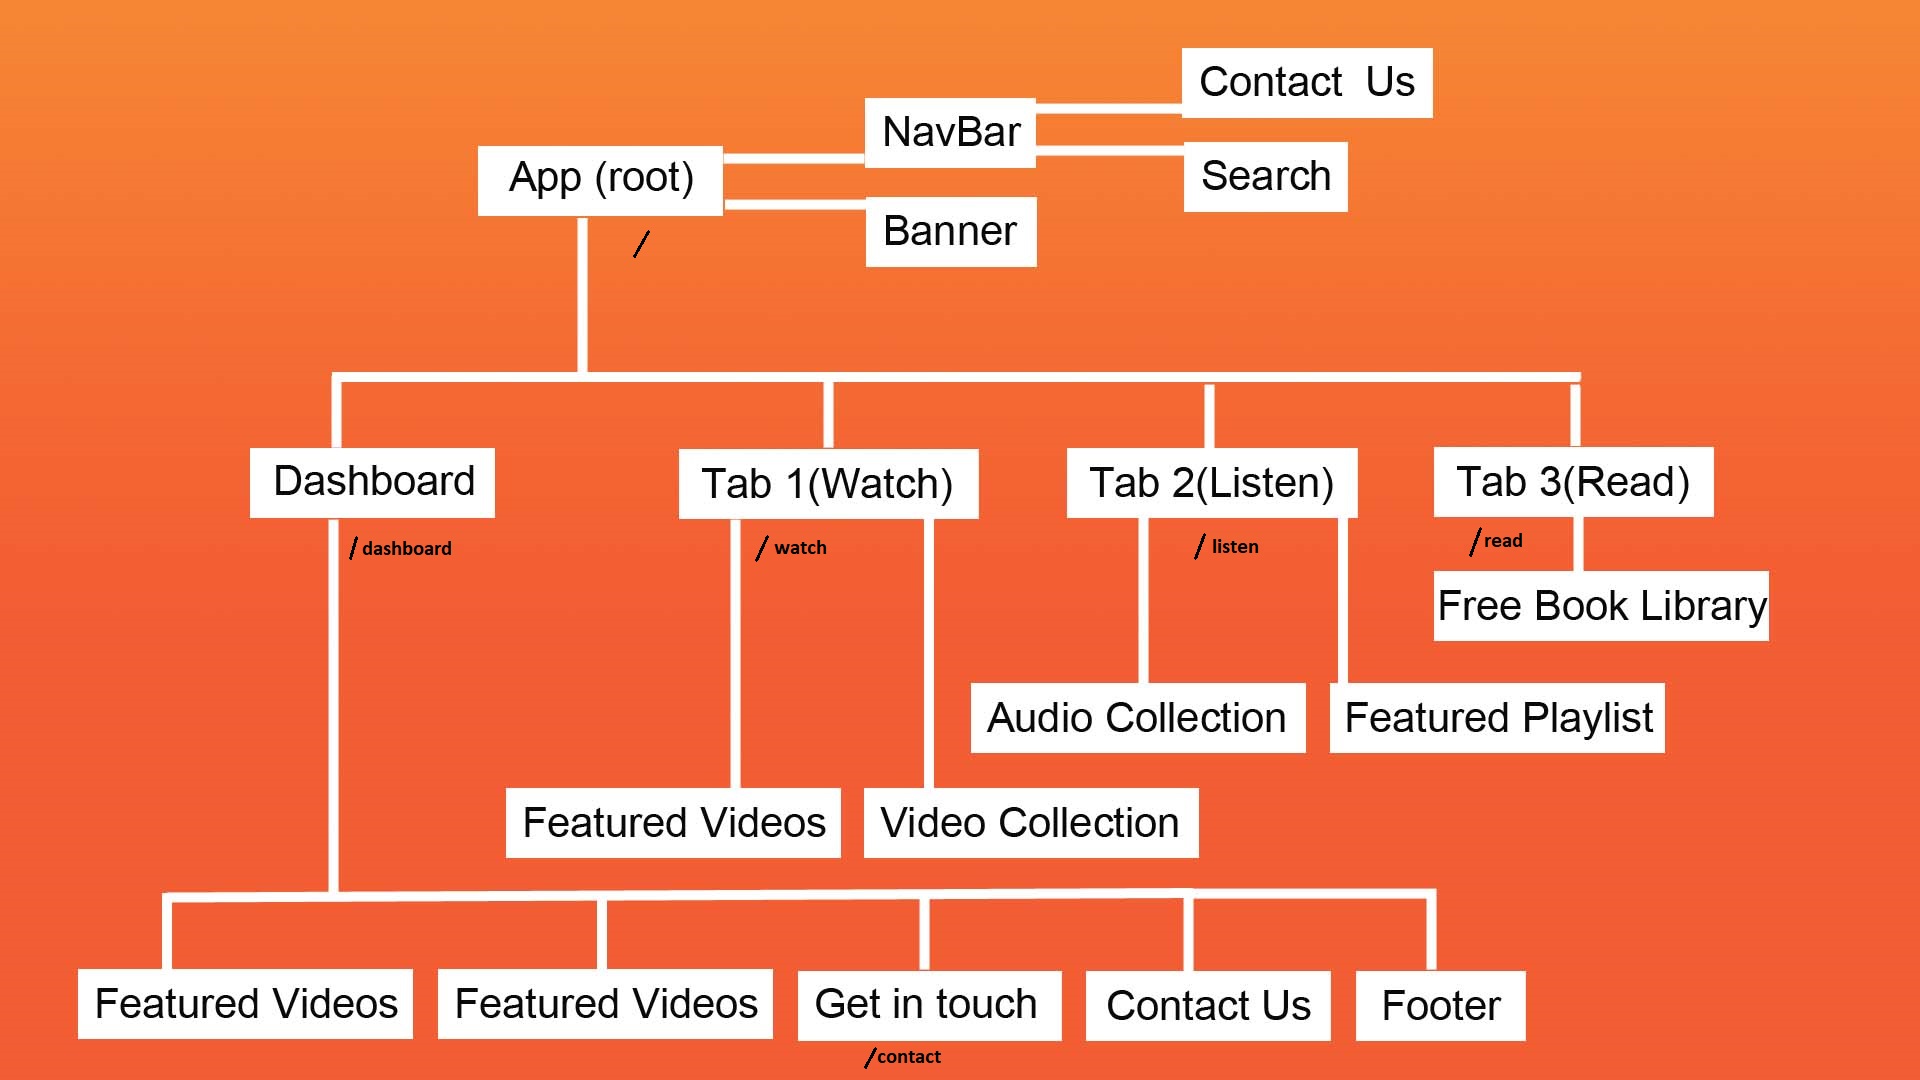 Contact  Us
NavBar
App (root)
Search
Banner
/
Dashboard
Tab 1(Watch)
Tab 2(Listen)
Tab 3(Read)
/ dashboard
/ watch
/ listen
/ read
Free Book Library
Audio Collection
Featured Playlist
Featured Videos
Video Collection
Featured Videos
Featured Videos
Get in touch
Contact Us
Footer
/contact